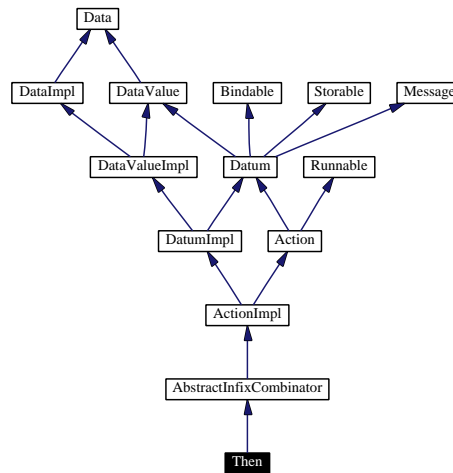 Data
DataImpl
DataValue
Bindable
Storable
Message
DataValueImpl
Datum
Runnable
DatumImpl
Action
ActionImpl
AbstractInfixCombinator
Then